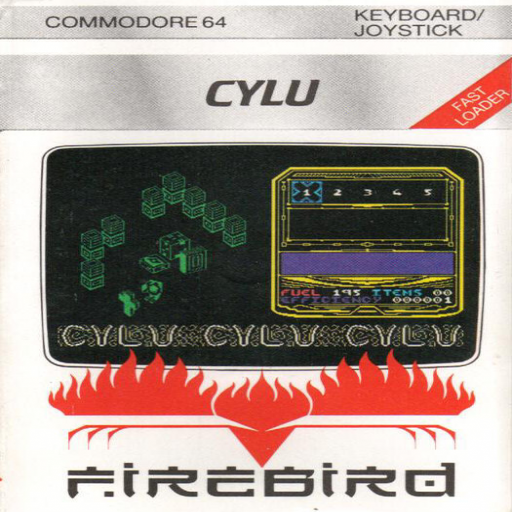 COMMODORE 64
KEYBOARD/
JOYSTICK
CYLU
FAST
LOADER
1 2 3 4 5
FUEL 195 ITEMS 00
EFFICIENCY 000001
CYLU CYLU CYLU
FIREBIRD